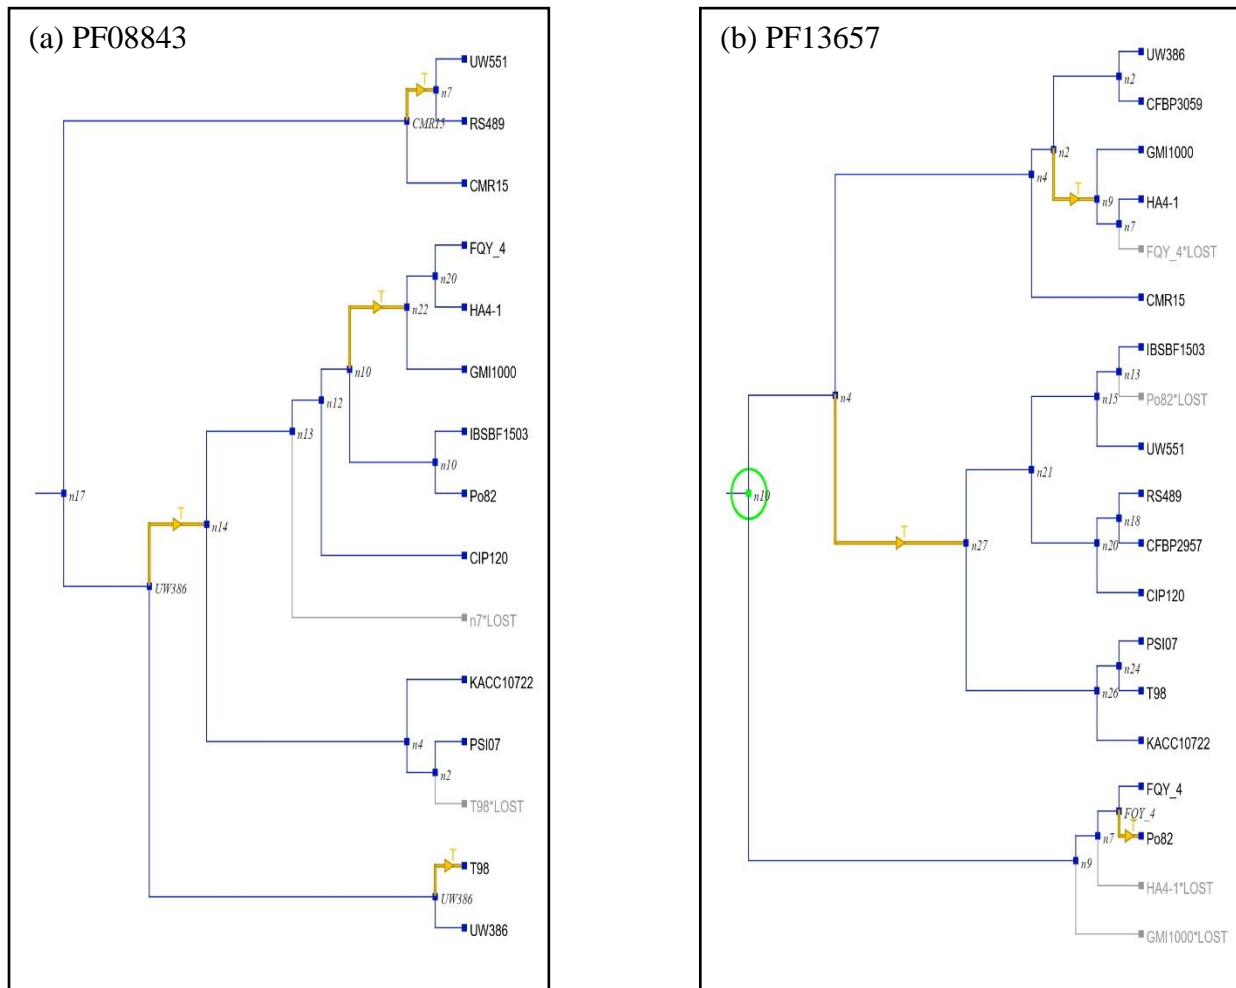 (a) PF08843
UW551
T
n7
CMR15
RS489
CMR15
FQY_4
n20
T
n22
HA4-1
GMI1000
n10
n12
n13
IBSBF1503
n10
Po82
n17
T
n14
CIP120
UW386
n7*LOST
KACC10722
n4
PSI07
n2
T98*LOST
T
T98
UW386
UW386
(b) PF13657
UW386
n2
CFBP3059
GMI1000
n2
n4
T
n9
HA4-1
n7
FQY_4*LOST
CMR15
IBSBF1503
n13
Po82*LOST
n15
n4
UW551
n21
n10
RS489
n18
T
n27
n20
CFBP2957
CIP120
PSI07
n24
n26
T98
KACC10722
FQY_4
FQY_4
T
n7
Po82
n9
HA4-1*LOST
GMI1000*LOST